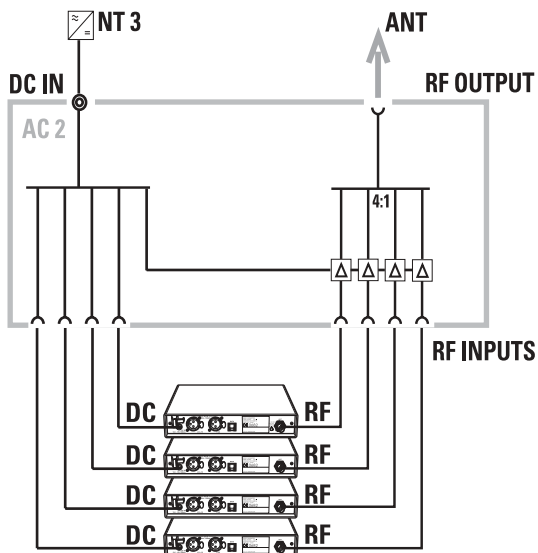 NT 3
ANT
DC IN
RF OUTPUT
AC 2
4:1
RF INPUTS
DC
RF
DC
RF
DC
RF
DC
RF